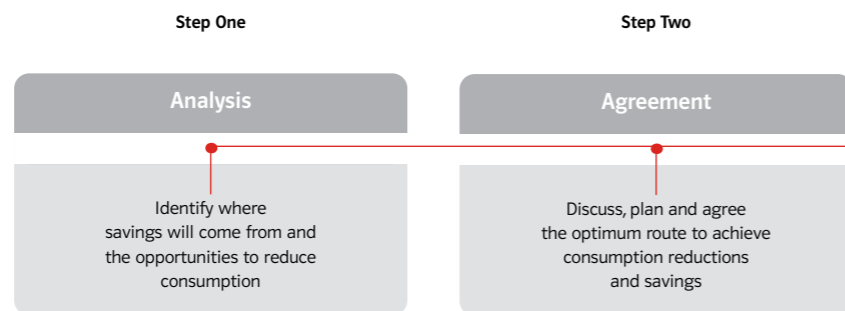 Step One
Step Two
Analysis
Agreement
Identify where
savings will come from and
the opportunities to reduce
consumption
Discuss, plan and agree
the optimum route to achieve
consumption reductions
and savings